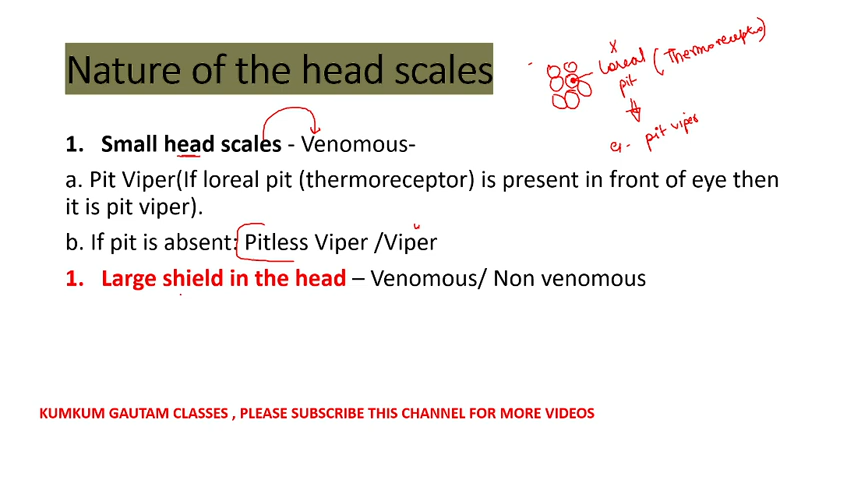 Nature of the head scales
x
loreal (Thermoreceptor)
pit
eg- pit viper
1. Small head scales - Venomous-
a. Pit Viper(If loreal pit (thermoreceptor) is present in front of eye then
it is pit viper).
b. If pit is absent: Pitless Viper /Viper
1. Large shield in the head – Venomous/ Non venomous
KUMKUM GAUTAM CLASSES , PLEASE SUBSCRIBE THIS CHANNEL FOR MORE VIDEOS